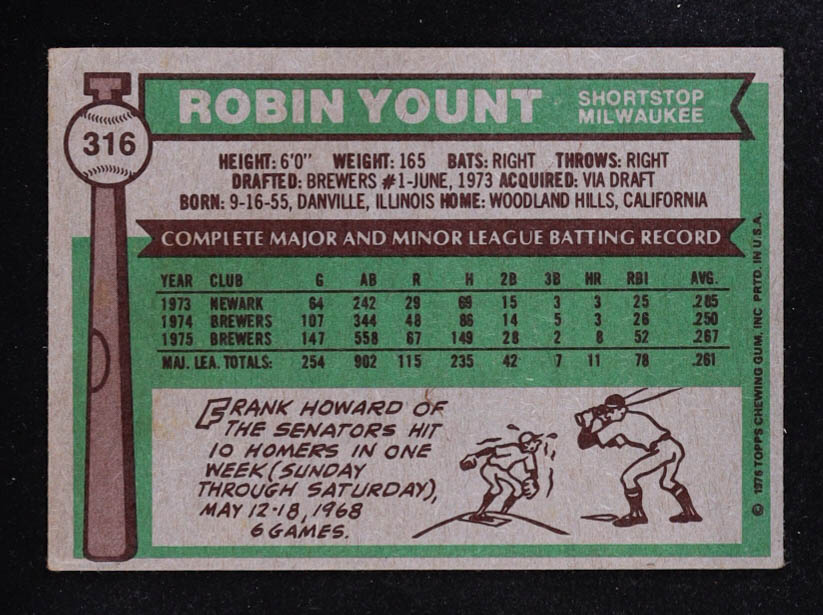 316
ROBIN YOUNT
SHORTSTOP
MILWAUKEE
HEIGHT: 6'0" WEIGHT: 165 BATS: RIGHT THROWS: RIGHT
DRAFTED: BREWERS #1-JUNE, 1973 ACQUIRED: VIA DRAFT
BORN: 9-16-55, DANVILLE, ILLINOIS HOME: WOODLAND HILLS, CALIFORNIA
COMPLETE MAJOR AND MINOR LEAGUE BATTING RECORD
YEAR CLUB G AB R H 2B 3B HR RBI AVG.
1973 NEWARK 64 242 29 69 15 3 3 25 .285
1974 BREWERS 107 344 48 86 14 5 3 26 .250
1975 BREWERS 147 558 67 149 28 2 8 52 .267
MAJ. LEA. TOTALS: 254 902 115 235 42 7 11 78 .261
FRANK HOWARD OF
THE SENATORS HIT
10 HOMERS IN ONE
WEEK (SUNDAY
THROUGH SATURDAY),
MAY 12-18, 1968
6 GAMES.
© 1976 TOPPS CHEWING GUM, INC PRTD. IN U.S.A.